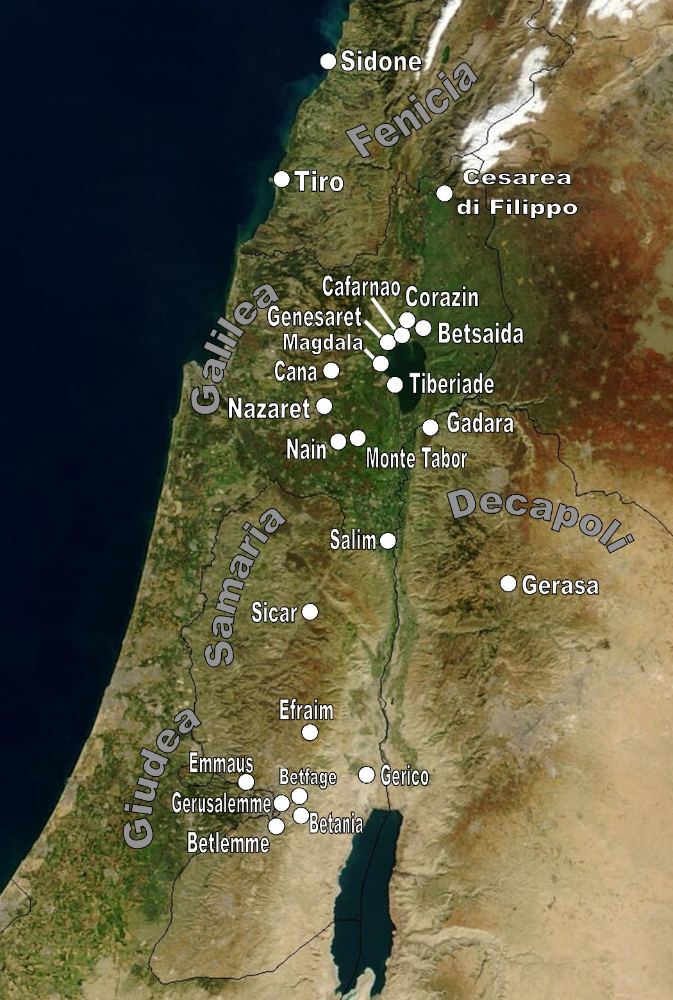 Sidone
Fenicia
Tiro
Cesarea
di Filippo
Galilea
Cafarnao
Corazin
Genesaret
Betsaida
Magdala
Cana
Tiberiade
Nazaret
Gadara
Nain
Monte Tabor
Decapoli
Samaria
Salim
Gerasa
Sicar
Efraim
Giudea
Emmaus
Betfage
Gerico
Gerusalemme
Betania
Betlemme